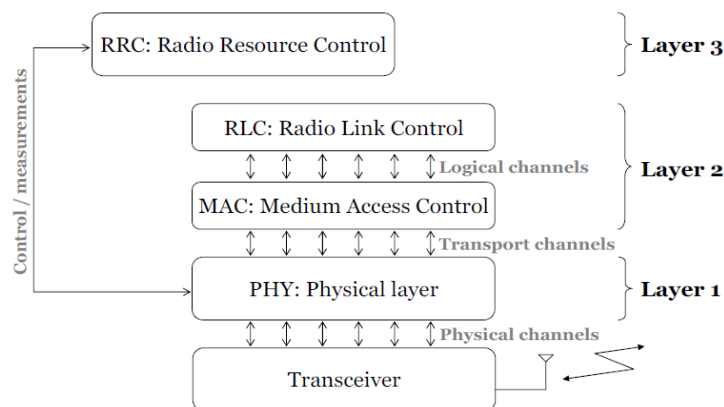 RRC: Radio Resource Control
Layer 3
Control / measurements
RLC: Radio Link Control
Logical channels
Layer 2
MAC: Medium Access Control
Transport channels
PHY: Physical layer
Layer 1
Physical channels
Transceiver